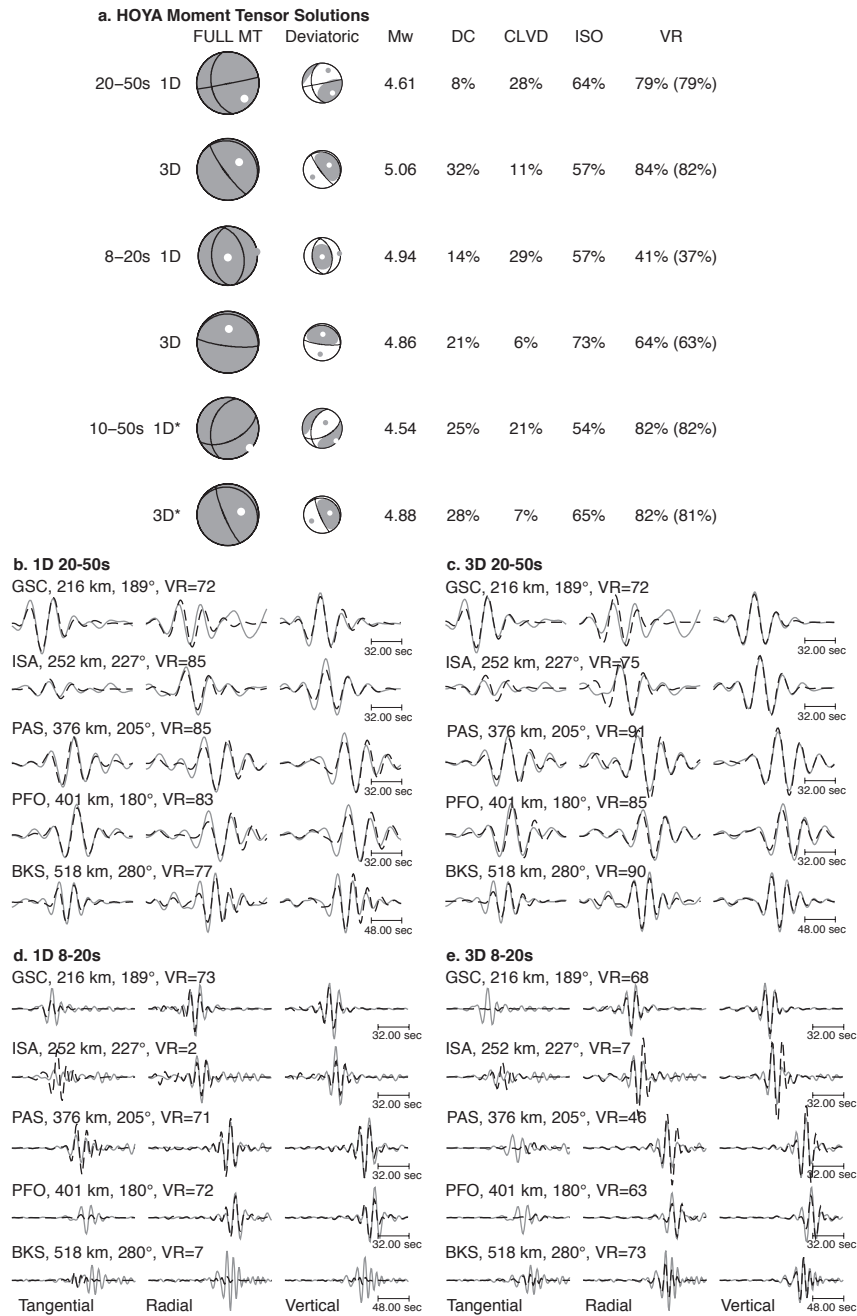 a. HOYA Moment Tensor Solutions
FULL MT Deviatoric Mw DC CLVD ISO VR
20–50s 1D 4.61 8% 28% 64% 79% (79%)
3D 5.06 32% 11% 57% 84% (82%)
8–20s 1D 4.94 14% 29% 57% 41% (37%)
3D 4.86 21% 6% 73% 64% (63%)
10–50s 1D* 4.54 25% 21% 54% 82% (82%)
3D* 4.88 28% 7% 65% 82% (81%)
b. 1D 20-50s
GSC, 216 km, 189°, VR=72
32.00 sec
ISA, 252 km, 227°, VR=85
32.00 sec
PAS, 376 km, 205°, VR=85
32.00 sec
PFO, 401 km, 180°, VR=83
32.00 sec
BKS, 518 km, 280°, VR=77
48.00 sec
c. 3D 20-50s
GSC, 216 km, 189°, VR=72
32.00 sec
ISA, 252 km, 227°, VR=75
32.00 sec
PAS, 376 km, 205°, VR=91
32.00 sec
PFO, 401 km, 180°, VR=85
32.00 sec
BKS, 518 km, 280°, VR=90
48.00 sec
d. 1D 8-20s
GSC, 216 km, 189°, VR=73
32.00 sec
ISA, 252 km, 227°, VR=2
32.00 sec
PAS, 376 km, 205°, VR=71
32.00 sec
PFO, 401 km, 180°, VR=72
32.00 sec
BKS, 518 km, 280°, VR=7
48.00 sec
Tangential Radial Vertical
e. 3D 8-20s
GSC, 216 km, 189°, VR=68
32.00 sec
ISA, 252 km, 227°, VR=7
32.00 sec
PAS, 376 km, 205°, VR=46
32.00 sec
PFO, 401 km, 180°, VR=63
32.00 sec
BKS, 518 km, 280°, VR=73
48.00 sec
Tangential Radial Vertical